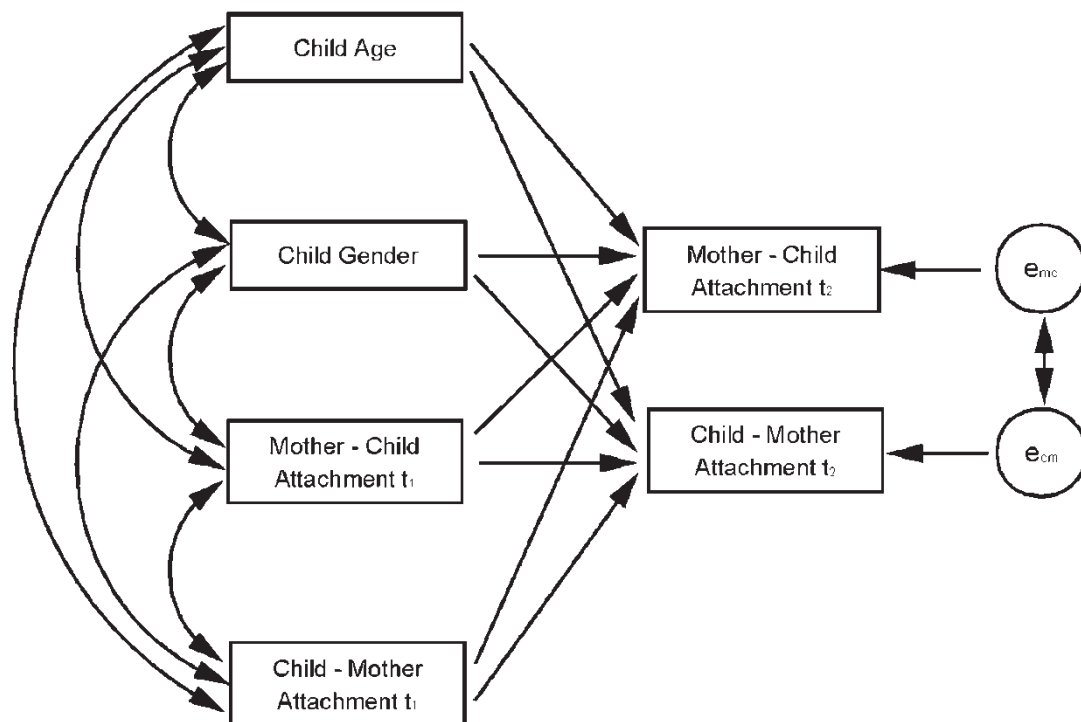 Child Age
Child Gender
Mother - Child
Attachment t₁
Child - Mother
Attachment t₁
Mother - Child
Attachment t₂
Child - Mother
Attachment t₂
emc
ecm